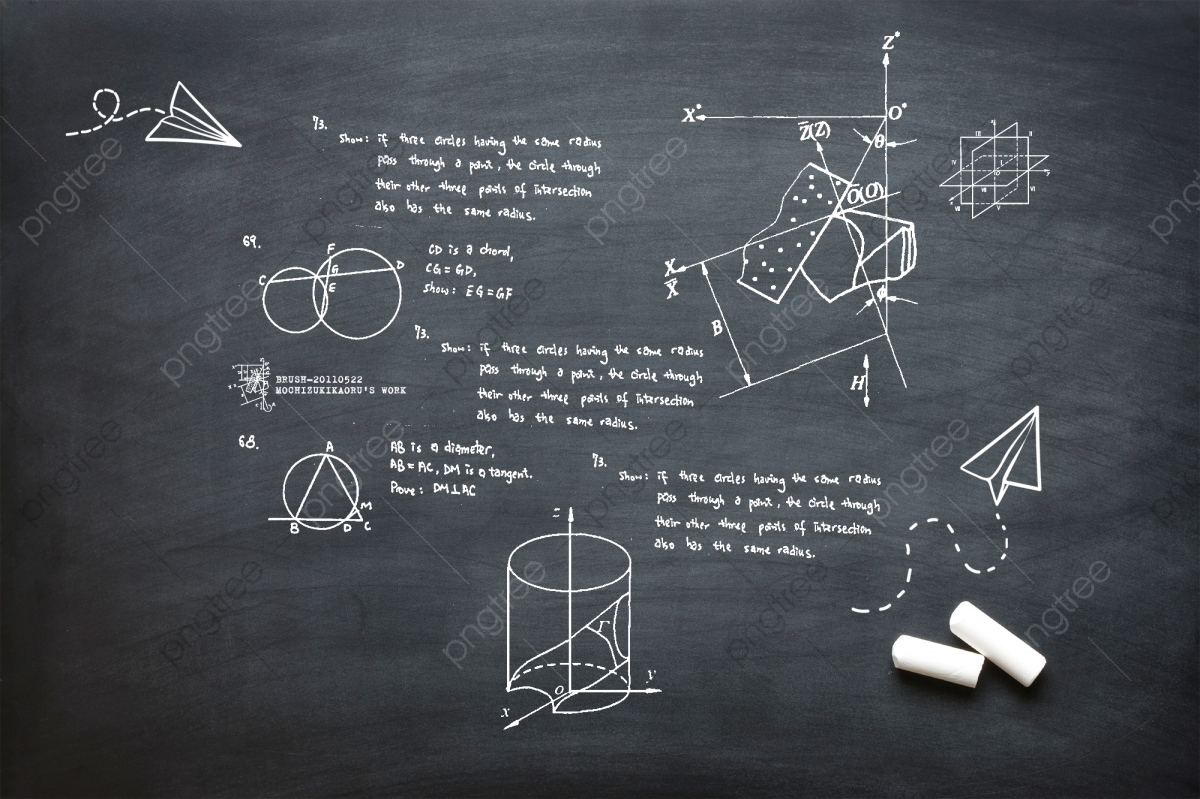 73.
Show: if three circles having the same radius
pass through a point, the circle through
their other three points of intersection
also has the same radius.
Z*
X*
O*
Z̄(Z)
θ
Ō(O)
X
X̄
B
φ
H
69.
F
G
D
C
E
CD is a chord,
CG = GD,
Show: EG = GF
73.
Show: if three circles having the same radius
pass through a point, the circle through
their other three points of intersection
also has the same radius.
BRUSH-20110522
MOCHIZUKIKAORU'S WORK
68.
A
M
B
D
C
AB is a diameter,
AB = AC, DM is a tangent.
Prove: DM⊥AC
73.
Show: if three circles having the same radius
pass through a point, the circle through
their other three points of intersection
also has the same radius.
z
Γ
o
y
x
pngtree